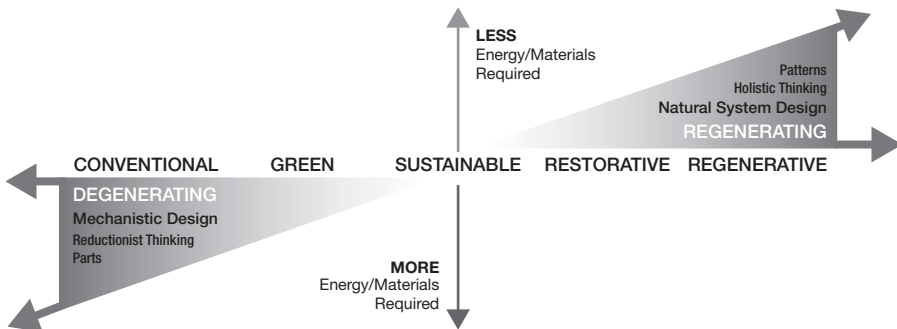 LESS
Energy/Materials
Required
Patterns
Holistic Thinking
Natural System Design
REGENERATING
CONVENTIONAL GREEN SUSTAINABLE RESTORATIVE REGENERATIVE
DEGENERATING
Mechanistic Design
Reductionist Thinking
Parts
MORE
Energy/Materials
Required